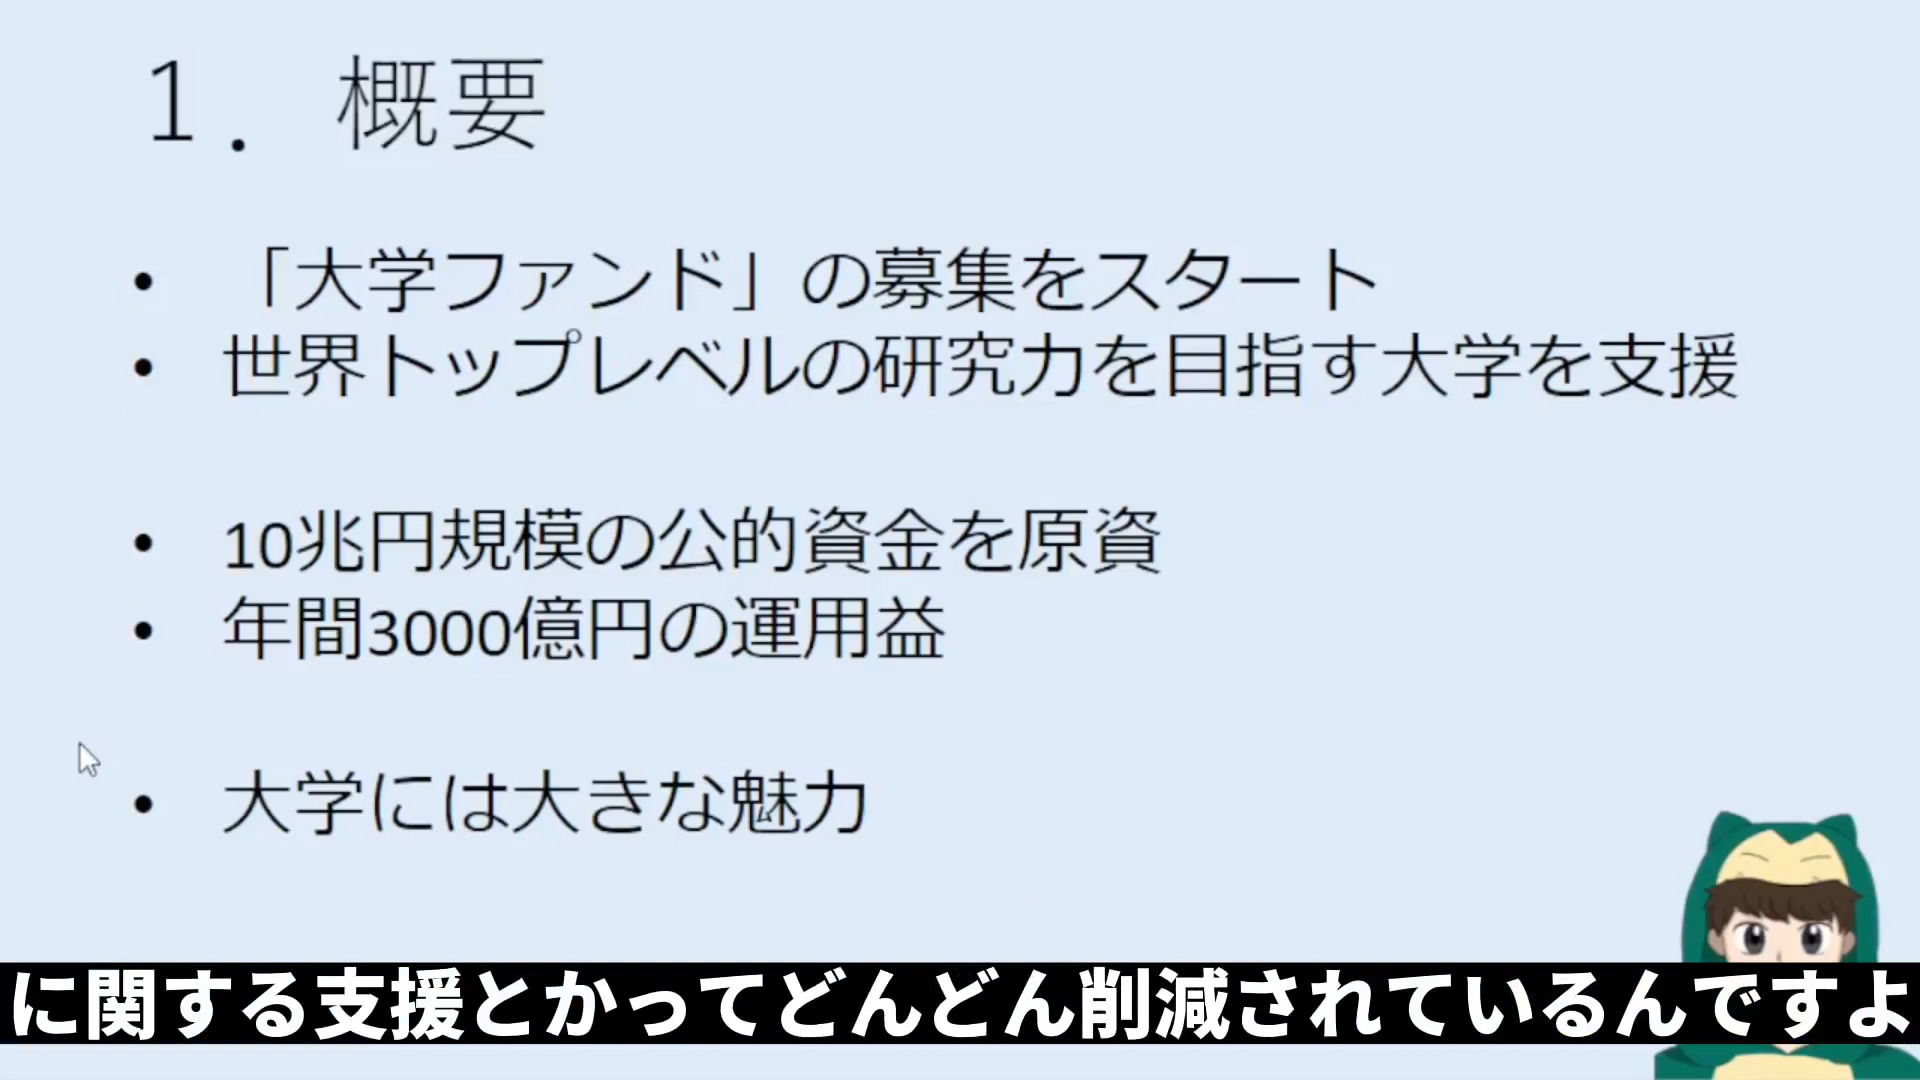 1. 概要
• 「大学ファンド」の募集をスタート
• 世界トップレベルの研究力を目指す大学を支援
• 10兆円規模の公的資金を原資
• 年間3000億円の運用益
• 大学には大きな魅力
に関する支援とかってどんどん削減されているんですよ